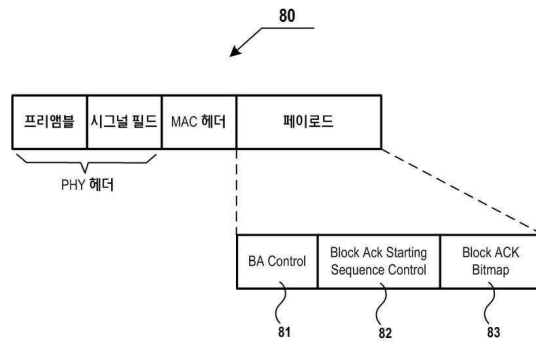 80
프리앰블
시그널 필드
MAC 헤더
페이로드
PHY 헤더
BA Control
Block Ack Starting
Sequence Control
Block ACK
Bitmap
81
82
83